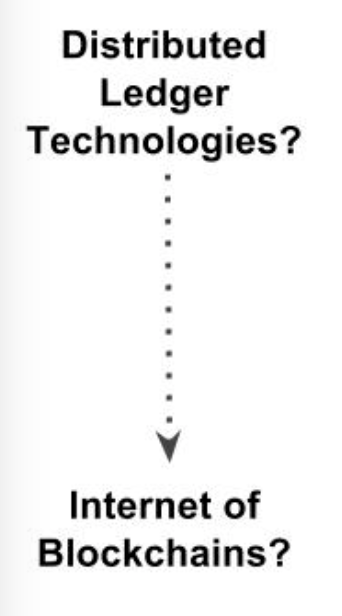 Distributed
Ledger
Technologies?
Internet of
Blockchains?